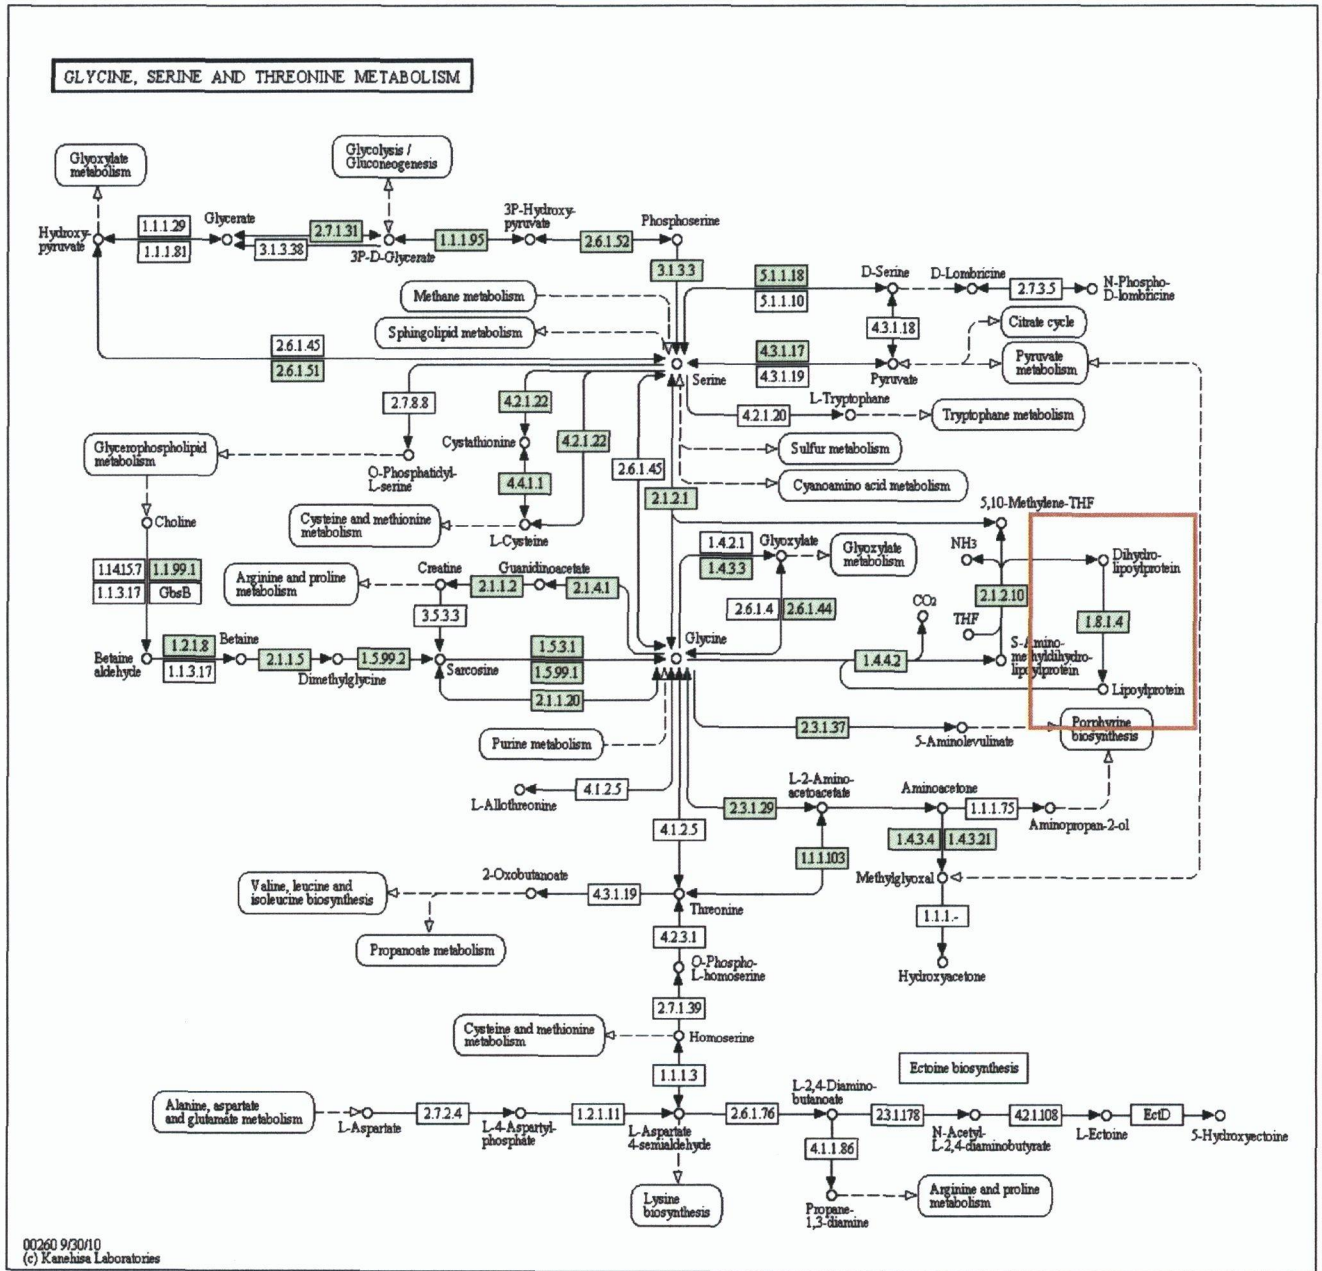 GLYCINE, SERINE AND THREONINE METABOLISM
Glyoxylate
metabolism
Glycolysis /
Gluconeogenesis
Hydroxy-
pyruvate
1.1.1.29
1.1.1.81
Glycerate
2.7.1.31
3.1.3.38
3P-D-Glycerate
1.1.1.95
3P-Hydroxy-
pyruvate
2.6.1.52
Phosphoserine
3.1.3.3
Methane metabolism
Sphingolipid metabolism
5.1.1.18
5.1.1.10
D-Serine
D-Lombricine
2.7.3.5
N-Phospho-
D-lombricine
4.3.1.18
Citrate cycle
2.6.1.45
2.6.1.51
Serine
4.3.1.17
4.3.1.19
Pyruvate
Pyruvate
metabolism
2.7.8.8
4.2.1.22
4.2.1.20
L-Tryptophane
Tryptophane metabolism
Glycerophospholipid
metabolism
O-Phosphatidyl-
L-serine
Cystathionine
4.2.1.22
Sulfur metabolism
2.6.1.45
4.4.1.1
2.1.2.1
Cyanoamino acid metabolism
Choline
Cysteine and methionine
metabolism
L-Cysteine
5,10-Methylene-THF
1.14.15.7
1.1.99.1
1.1.3.17
GbsB
Arginine and proline
metabolism
Creatine
2.1.1.2
Guanidinoacetate
2.1.4.1
1.4.2.1
1.4.3.3
Glyoxylate
Glyoxylate
metabolism
NH3
Dihydro-
lipoylprotein
3.5.3.3
2.6.1.4
2.6.1.44
CO2
THF
2.1.2.10
1.8.1.4
Betaine
aldehyde
1.2.1.8
1.1.3.17
Betaine
2.1.1.5
Dimethylglycine
1.5.99.2
Sarcosine
1.5.3.1
1.5.99.1
2.1.1.20
Glycine
1.4.4.2
S-Amino-
methyldihydro-
lipoylprotein
Lipoylprotein
Purine metabolism
2.3.1.37
5-Aminolevulinate
Porphyrine
biosynthesis
L-Allothreonine
4.1.2.5
2.3.1.29
L-2-Amino-
acetoacetate
Aminoacetone
1.1.1.75
Aminopropan-2-ol
4.1.2.5
1.1.1.103
1.4.3.4
1.4.3.21
Valine, leucine and
isoleucine biosynthesis
2-Oxobutanoate
4.3.1.19
Threonine
Methylglyoxal
1.1.1.-
Propanoate metabolism
4.2.3.1
O-Phospho-
L-homoserine
Hydroxyacetone
2.7.1.39
Cysteine and methionine
metabolism
Homoserine
1.1.1.3
Ectoine biosynthesis
Alanine, aspartate
and glutamate metabolism
L-Aspartate
2.7.2.4
L-4-Aspartyl-
phosphate
1.2.1.11
L-Aspartate
4-semialdehyde
2.6.1.76
L-2,4-Diamino-
butanoate
2.3.1.178
N-Acetyl-
L-2,4-diaminobutyrate
4.2.1.108
L-Ectoine
EctD
5-Hydroxyectoine
4.1.1.86
Lysine
biosynthesis
Propane-
1,3-diamine
Arginine and proline
metabolism
00260 9/30/10
(c) Kanehisa Laboratories